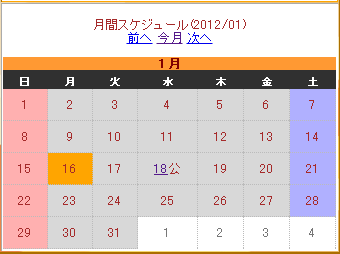 月間スケジュール(2012/01)
前へ 今月 次へ
1月
日 月 火 水 木 金 土
1 2 3 4 5 6 7
8 9 10 11 12 13 14
15 16 17 18公 19 20 21
22 23 24 25 26 27 28
29 30 31 1 2 3 4